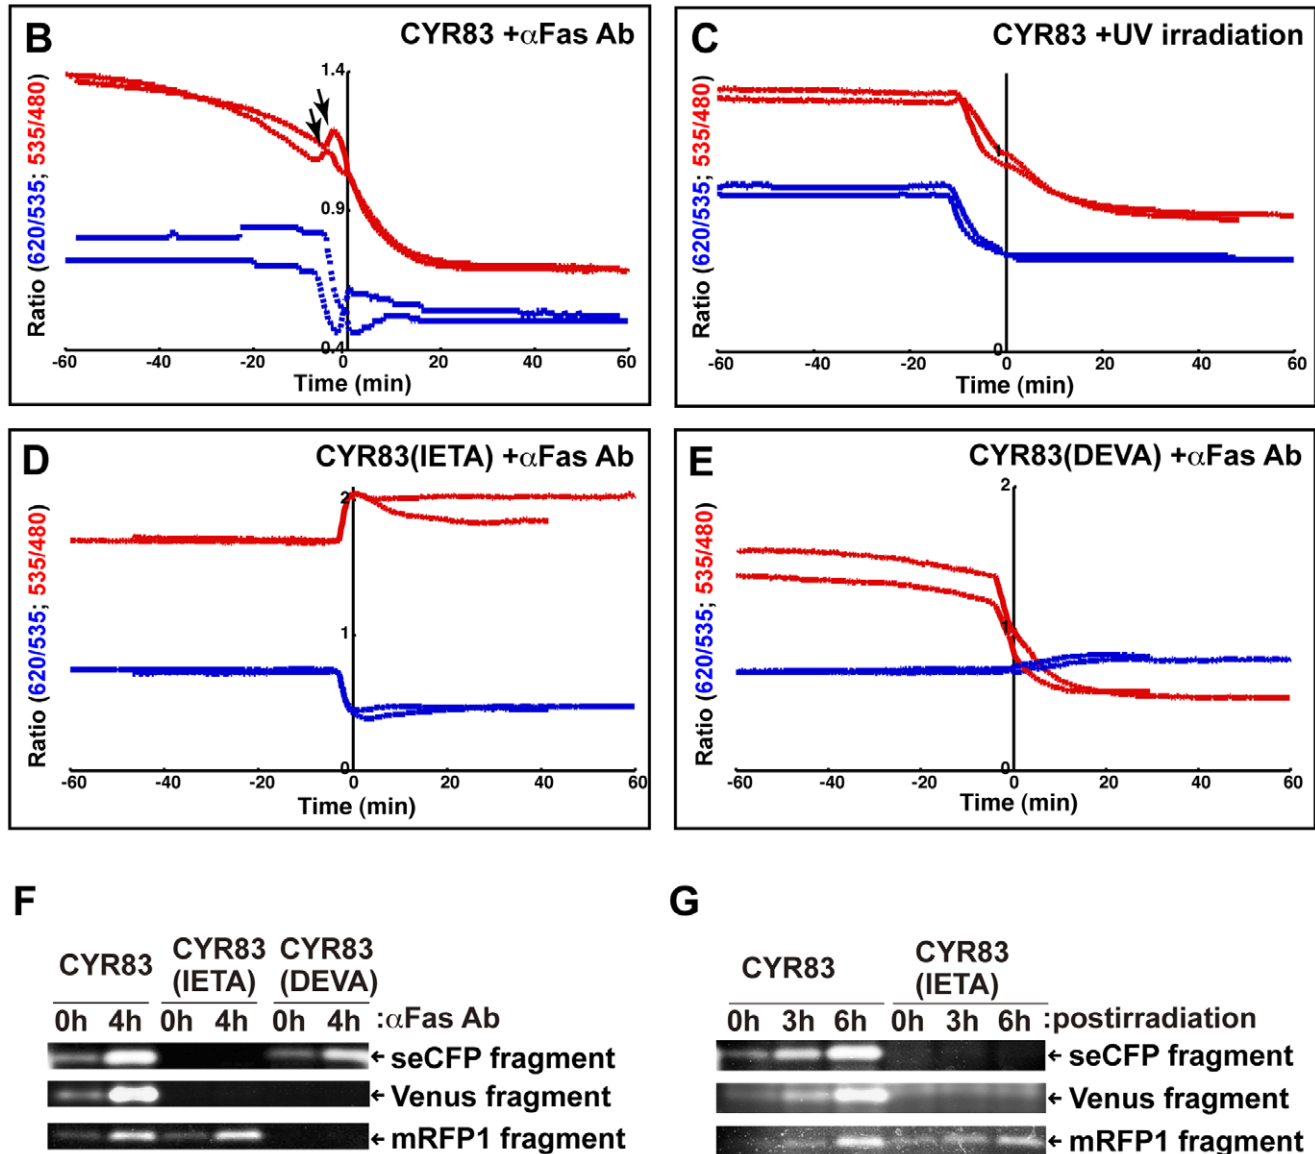 B
CYR83 +αFas Ab
Ratio (620/535; 535/480)
1.4
0.9
0.4
-60 -40 -20 0 20 40 60
Time (min)
C
CYR83 +UV irradiation
Ratio (620/535; 535/480)
1
0
-60 -40 -20 0 20 40 60
Time (min)
D
CYR83(IETA) +αFas Ab
Ratio (620/535; 535/480)
2
1
0
-60 -40 -20 0 20 40 60
Time (min)
E
CYR83(DEVA) +αFas Ab
Ratio (620/535; 535/480)
2
1
0
-60 -40 -20 0 20 40 60
Time (min)
F
CYR83 CYR83 (IETA) CYR83 (DEVA)
0h 4h 0h 4h 0h 4h :αFas Ab
← seCFP fragment
← Venus fragment
← mRFP1 fragment
G
CYR83 CYR83 (IETA)
0h 3h 6h 0h 3h 6h :postirradiation
← seCFP fragment
← Venus fragment
← mRFP1 fragment